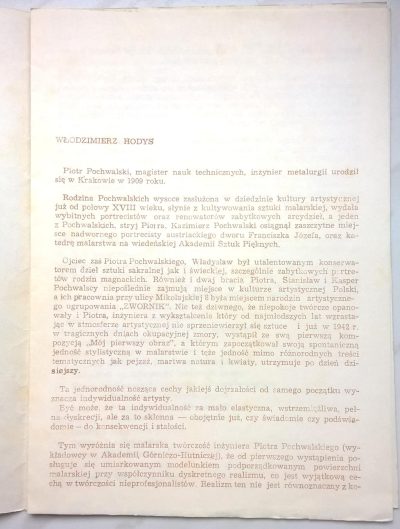 WŁODZIMIERZ HODYS
Piotr Pochwalski, magister nauk technicznych, inżynier metalurgii urodził
się w Krakowie w 1909 roku.
Rodzina Pochwalskich wysoce zasłużona w dziedzinie kultury artystycznej
już od połowy XVIII wieku, słynie z kultywowania sztuki malarskiej, wydała
wybitnych portrecistów oraz renowatorów zabytkowych arcydzieł, a jeden
z Pochwalskich, stryj Piotra, Kazimierz Pochwalski osiągnął zaszczytne miej-
sce nadwornego portrecisty austriackiego dworu Franciszka Józefa, oraz ka-
tedrę malarstwa na wiedeńskiej Akademii Sztuk Pięknych.
Ojciec zaś Piotra Pochwalskiego, Władysław był utalentowanym konserwa-
torem dzieł sztuki sakralnej jak i świeckiej, szczególnie zabytkowych portre-
tów rodzin magnackich. Również i dwaj bracia Piotra, Stanisław i Kasper
Pochwalscy niepoślednie zajmują miejsce w kulturze artystycznej Polski,
a ich pracownia przy ulicy Mikołajskiej 8 była miejscem narodzin artystyczne-
go ugrupowania „ZWORNIK". Nic też dziwnego, że niepokoje twórcze opano-
wały i Piotra, inżyniera z wykształcenia który od najmłodszych lat wzrasta-
jąc w atmosferze artystycznej nie sprzeniewierzył się sztuce i już w 1942 r.
w tragicznych dniach okupacyjnej zmory, wystąpił ze swą pierwszą kom-
pozycją „Mój pierwszy obraz", a którym zapoczątkował swoją spontaniczną
jedność stylistyczną w malarstwie i też jedność mimo różnorodnych treści
tematycznych jak pejzaż, martwa natura i kwiaty, utrzymuje po dzień dzi-
siejszy.
Ta jednorodność nosząca cechy jakiejś dojrzałości od samego początku wy-
znacza indywidualność artysty.
Być może, że ta indywidualność za mało elastyczna, wstrzemięźliwa, peł-
na dyskrecji, ale za to skłonna — obojętnie już, czy świadomie czy podświa-
domie – do konsekwencji i stałości.
Tym wyróżnia się malarska twórczość inżyniera Piotra Pochwalskiego (wy-
kładowcy w Akademii Górniczo-Hutniczej), że od pierwszego wystąpienia po-
sługuje się umiarkowanym modelunkiem podporządkowanym powierzchni
malarskiej przy współczynniku dyskretnego realizmu, co jest wyjątkową ce-
chą w twórczości nieprofesjonalistów. Realizm ten nie jest równoznaczny z ko-